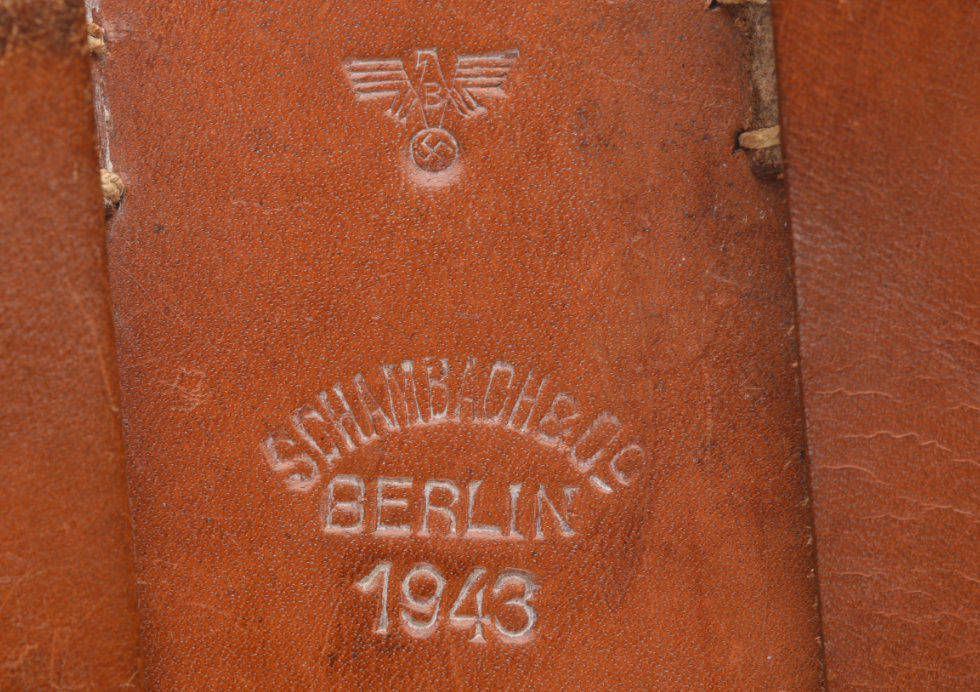 B
SCHAMBACH & Co
BERLIN
1943